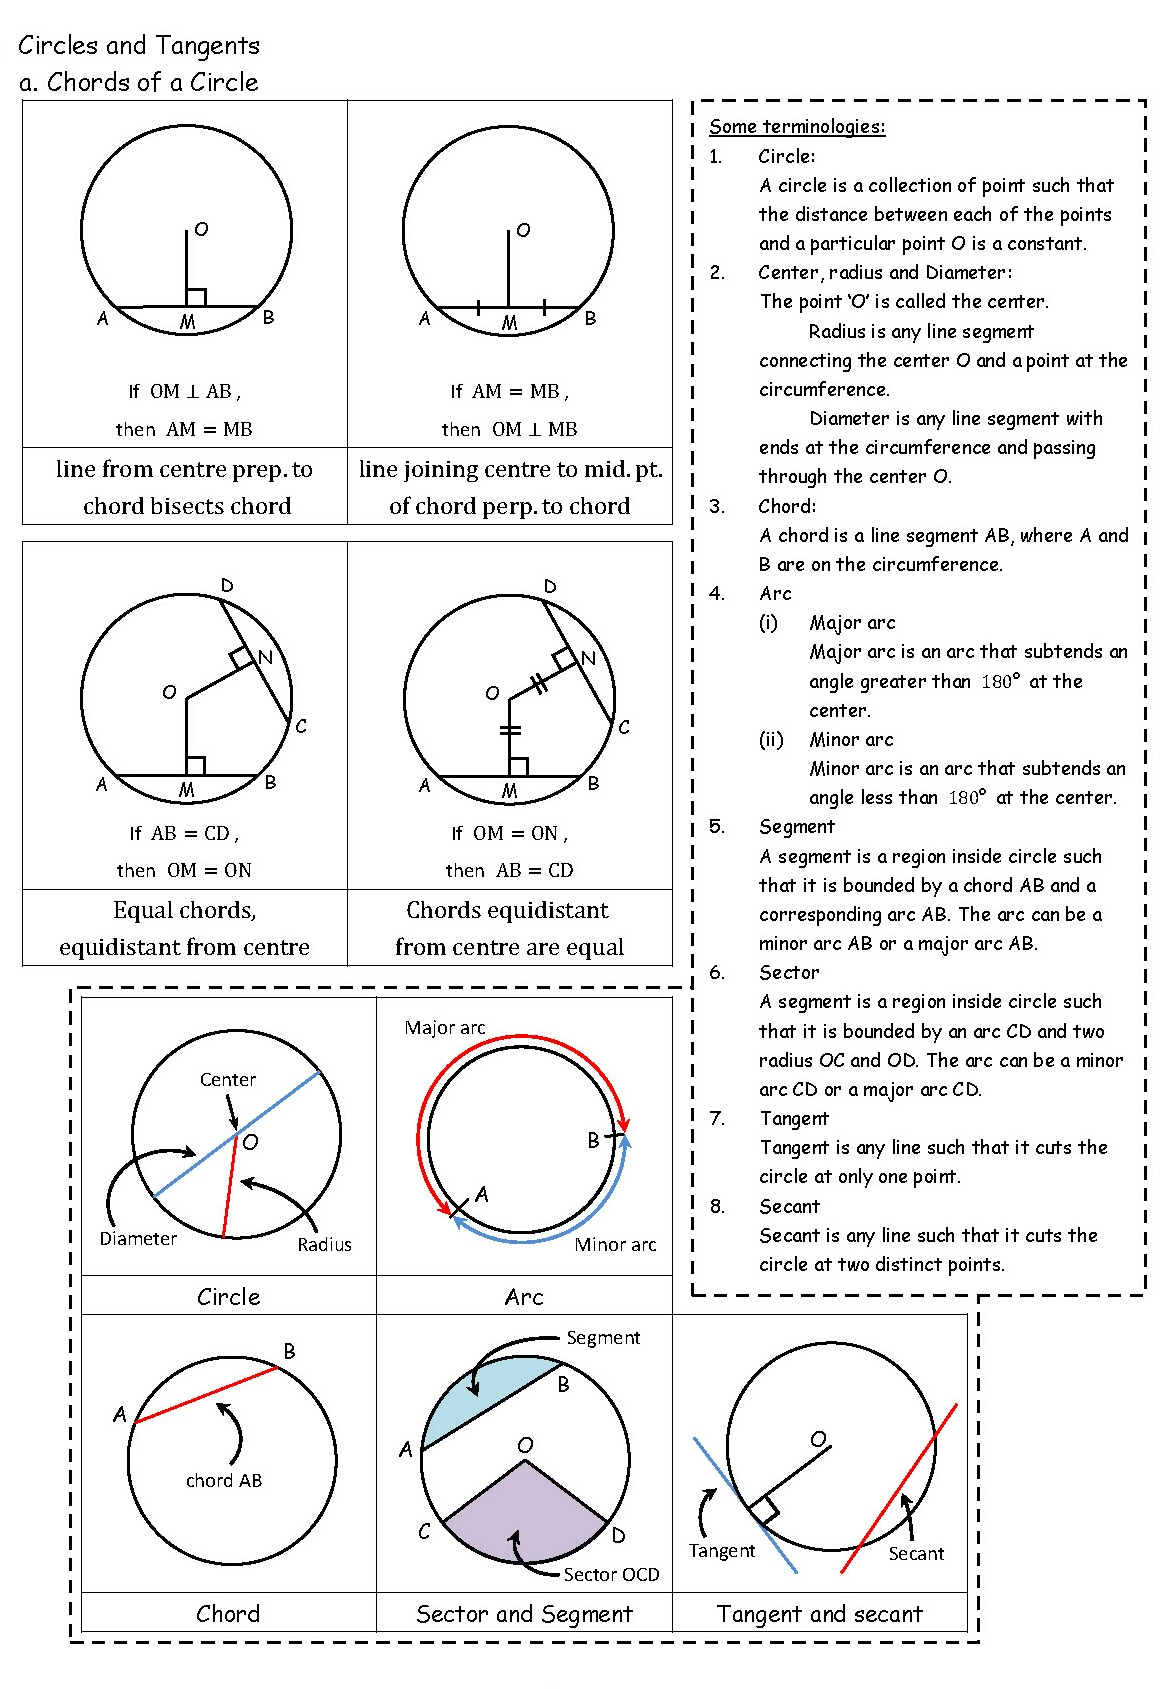 Circles and Tangents
a. Chords of a Circle
O
A
M
B
If OM ⊥ AB ,
then AM = MB
line from centre prep. to
chord bisects chord
O
A
M
B
If AM = MB ,
then OM ⊥ MB
line joining centre to mid. pt.
of chord perp. to chord
D
N
O
C
A
M
B
If AB = CD ,
then OM = ON
Equal chords,
equidistant from centre
D
N
O
C
A
M
B
If OM = ON ,
then AB = CD
Chords equidistant
from centre are equal
Some terminologies:
1. Circle:
A circle is a collection of point such that
the distance between each of the points
and a particular point O is a constant.
2. Center, radius and Diameter:
The point ‘O’ is called the center.
Radius is any line segment
connecting the center O and a point at the
circumference.
Diameter is any line segment with
ends at the circumference and passing
through the center O.
3. Chord:
A chord is a line segment AB, where A and
B are on the circumference.
4. Arc
(i) Major arc
Major arc is an arc that subtends an
angle greater than 180° at the
center.
(ii) Minor arc
Minor arc is an arc that subtends an
angle less than 180° at the center.
5. Segment
A segment is a region inside circle such
that it is bounded by a chord AB and a
corresponding arc AB. The arc can be a
minor arc AB or a major arc AB.
6. Sector
A segment is a region inside circle such
that it is bounded by an arc CD and two
radius OC and OD. The arc can be a minor
arc CD or a major arc CD.
7. Tangent
Tangent is any line such that it cuts the
circle at only one point.
8. Secant
Secant is any line such that it cuts the
circle at two distinct points.
Center
O
Diameter
Radius
Circle
Major arc
B
A
Minor arc
Arc
B
A
chord AB
Chord
Segment
B
A
O
C
D
Sector OCD
Sector and Segment
O
Tangent
Secant
Tangent and secant